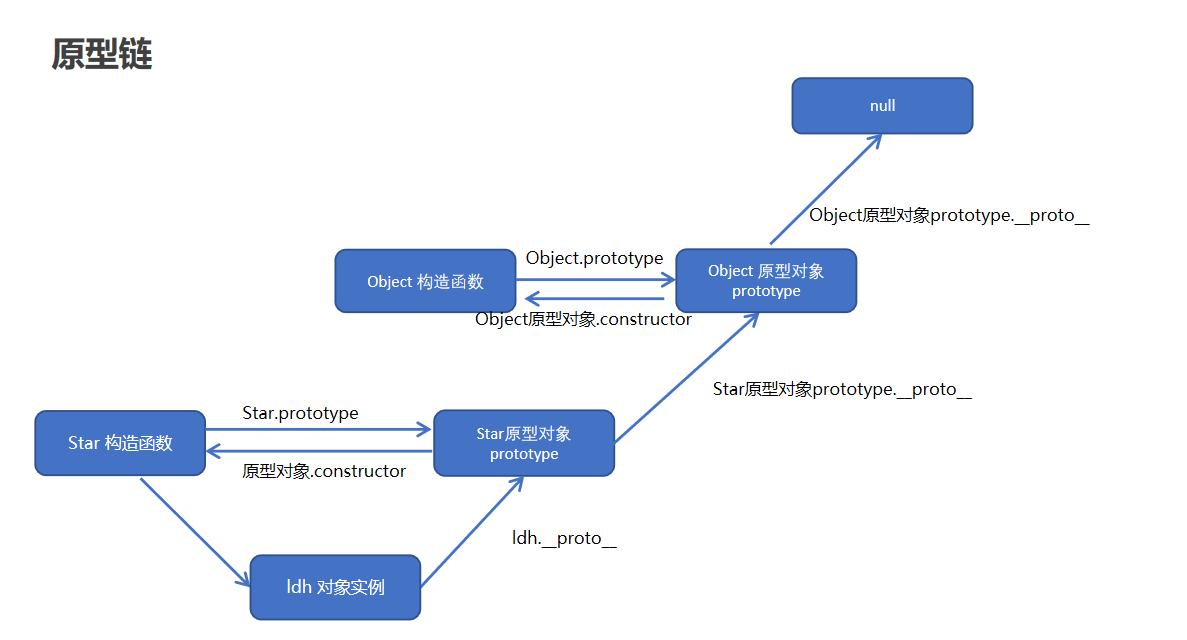 原型链
null
Object原型对象prototype.__proto__
Object.prototype
Object 构造函数
Object 原型对象
prototype
Object原型对象.constructor
Star原型对象prototype.__proto__
Star.prototype
Star 构造函数
Star原型对象
prototype
原型对象.constructor
ldh.__proto__
ldh 对象实例